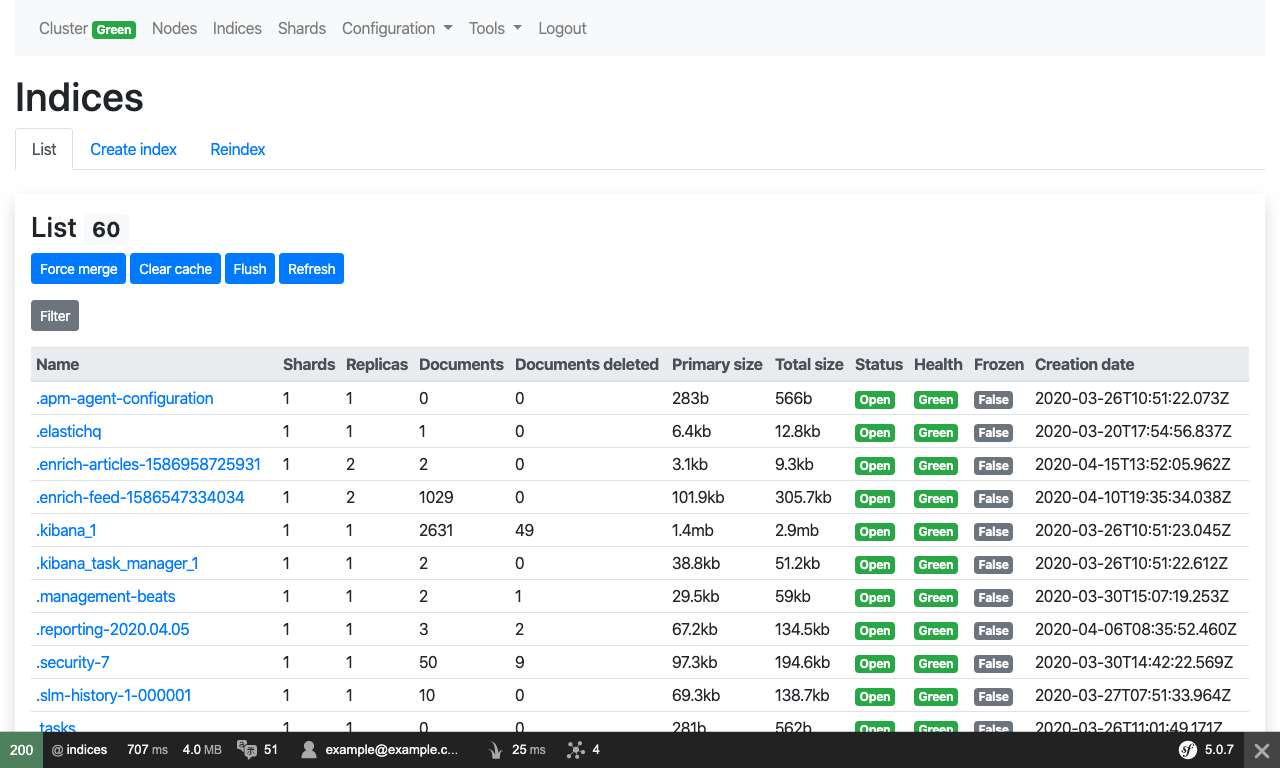 Cluster Green Nodes Indices Shards Configuration Tools Logout
Indices
List Create index Reindex
List 60
Force merge Clear cache Flush Refresh
Filter
Name Shards Replicas Documents Documents deleted Primary size Total size Status Health Frozen Creation date
.apm-agent-configuration 1 1 0 0 283b 566b Open Green False 2020-03-26T10:51:22.073Z
.elastichq 1 1 1 0 6.4kb 12.8kb Open Green False 2020-03-20T17:54:56.837Z
.enrich-articles-1586958725931 1 2 2 0 3.1kb 9.3kb Open Green False 2020-04-15T13:52:05.962Z
.enrich-feed-1586547334034 1 2 1029 0 101.9kb 305.7kb Open Green False 2020-04-10T19:35:34.038Z
.kibana_1 1 1 2631 49 1.4mb 2.9mb Open Green False 2020-03-26T10:51:23.045Z
.kibana_task_manager_1 1 1 2 0 38.8kb 51.2kb Open Green False 2020-03-26T10:51:22.612Z
.management-beats 1 1 2 1 29.5kb 59kb Open Green False 2020-03-30T15:07:19.253Z
.reporting-2020.04.05 1 1 3 2 67.2kb 134.5kb Open Green False 2020-04-06T08:35:52.460Z
.security-7 1 1 50 9 97.3kb 194.6kb Open Green False 2020-03-30T14:42:22.569Z
.slm-history-1-000001 1 1 10 0 69.3kb 138.7kb Open Green False 2020-03-27T07:51:33.964Z
.tasks 1 1 0 0 281b 562b Open Green False 2020-03-26T11:01:49.171Z
200 @ indices 707 ms 4.0 MB 51 example@example.c... 25 ms 4 sf 5.0.7